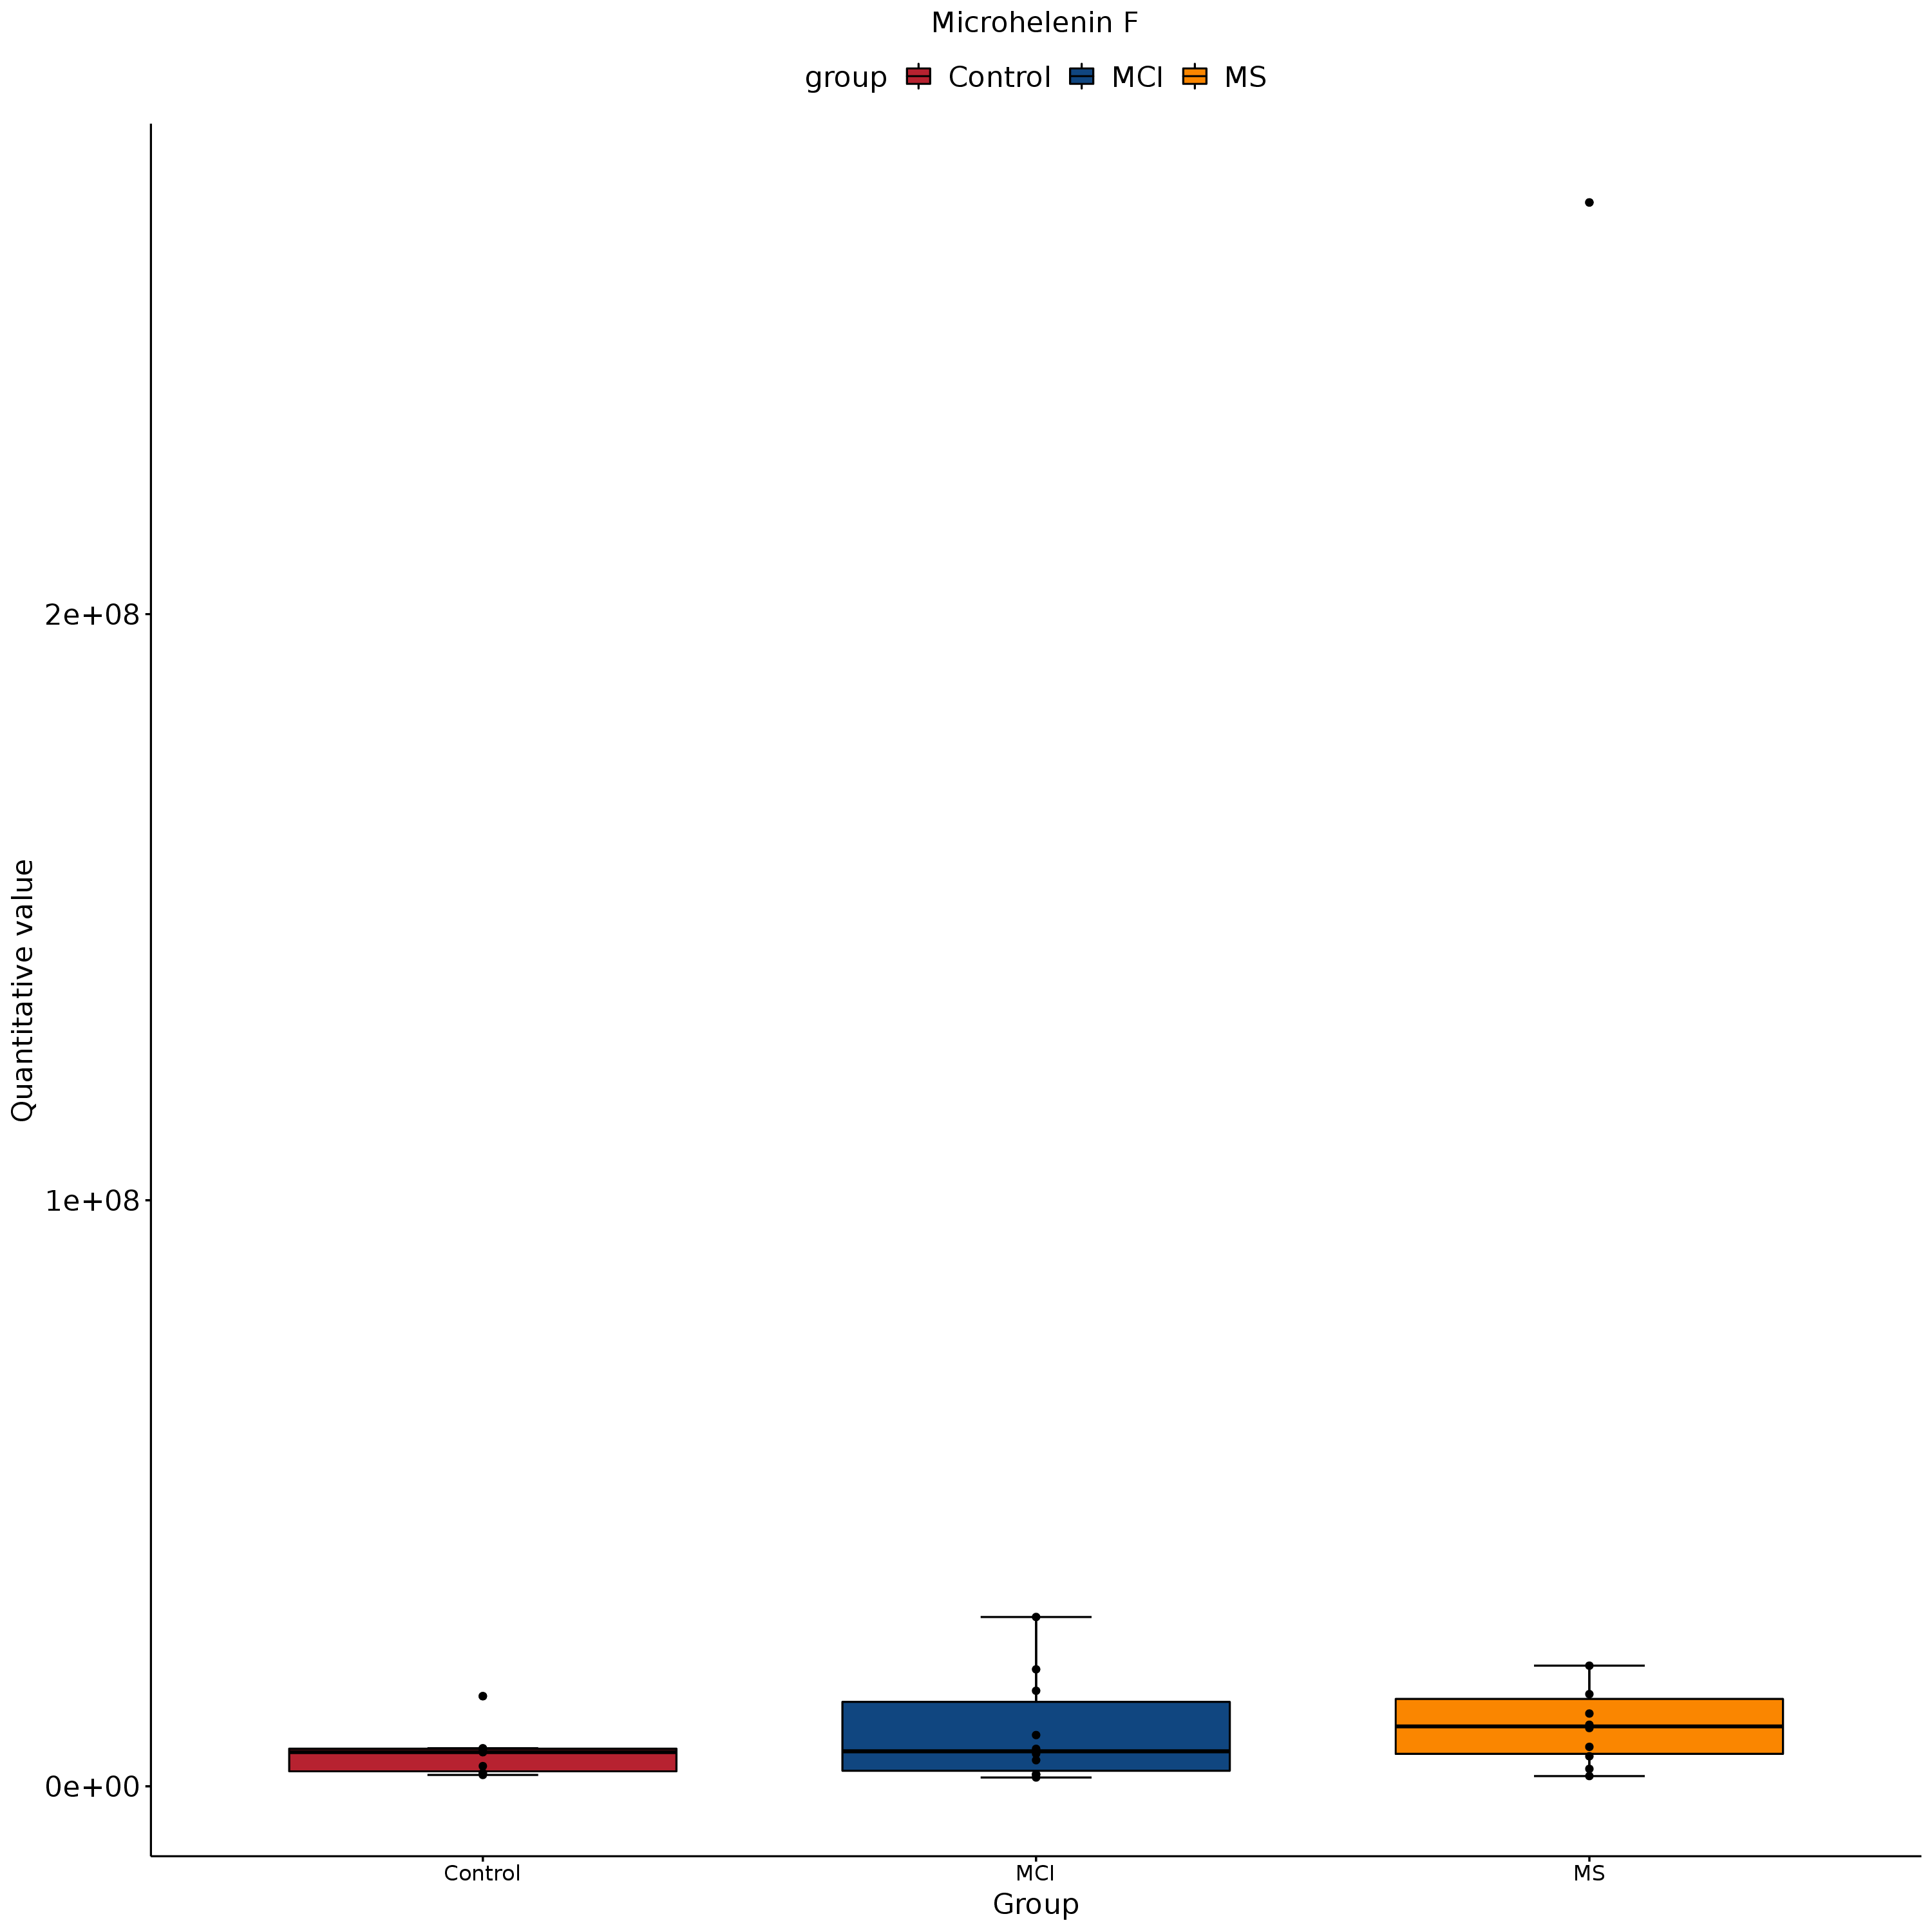 Microhelenin F
group Control MCI MS
Quantitative value
2e+08
1e+08
0e+00
Control MCI MS
Group